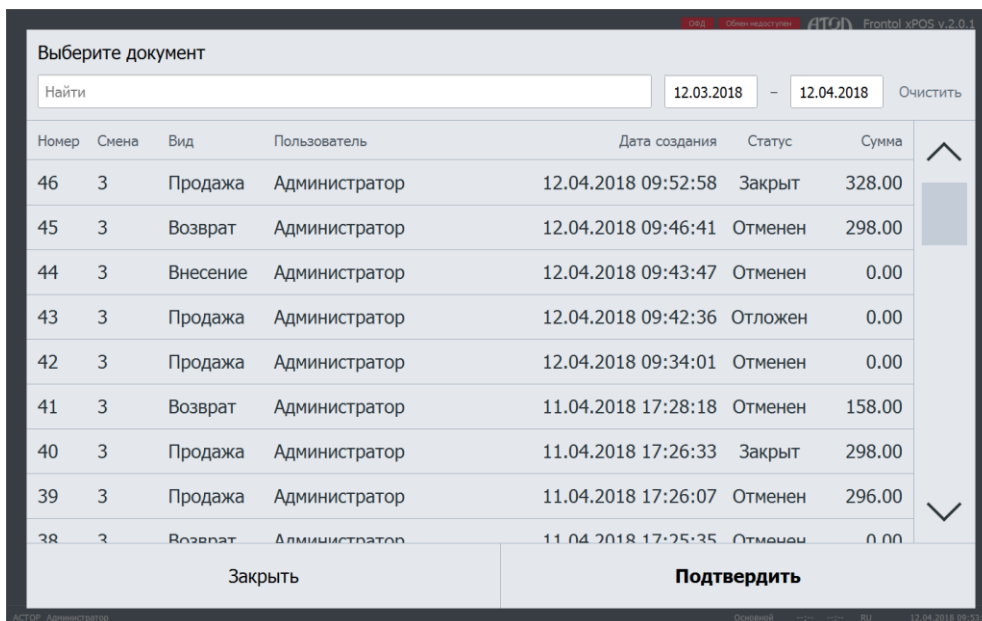 ОФД Обмен недоступен АТОЛ Frontol xPOS v.2.0.1
Выберите документ
Найти 12.03.2018 – 12.04.2018 Очистить
Номер Смена Вид Пользователь Дата создания Статус Сумма
46 3 Продажа Администратор 12.04.2018 09:52:58 Закрыт 328.00
45 3 Возврат Администратор 12.04.2018 09:46:41 Отменен 298.00
44 3 Внесение Администратор 12.04.2018 09:43:47 Отменен 0.00
43 3 Продажа Администратор 12.04.2018 09:42:36 Отложен 0.00
42 3 Продажа Администратор 12.04.2018 09:34:01 Отменен 0.00
41 3 Возврат Администратор 11.04.2018 17:28:18 Отменен 158.00
40 3 Продажа Администратор 11.04.2018 17:26:33 Закрыт 298.00
39 3 Продажа Администратор 11.04.2018 17:26:07 Отменен 296.00
38 3 Возврат Администратор 11.04.2018 17:25:35 Отменен 0.00
Закрыть Подтвердить
АСТОР Администратор Основной --:-- --:-- RU 12.04.2018 09:53